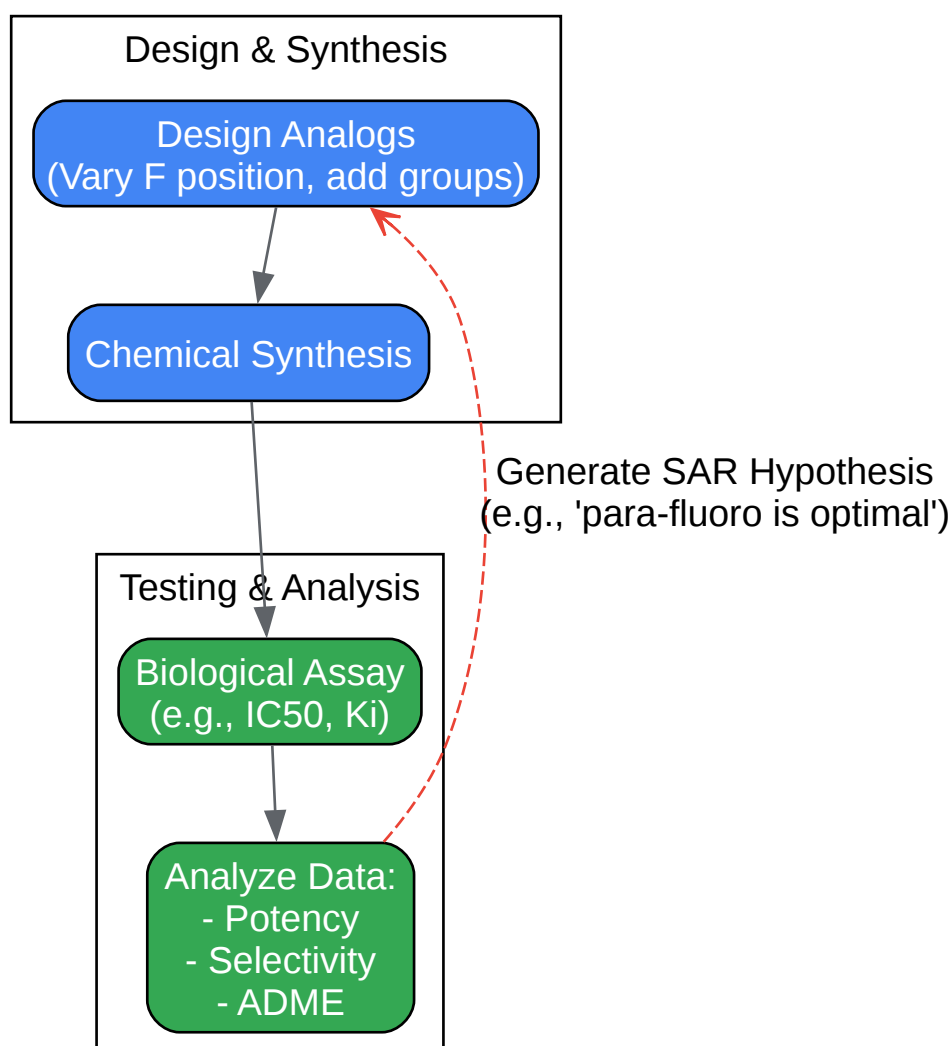 Design & Synthesis
Design Analogs
(Vary F position, add groups)
Chemical Synthesis
Generate SAR Hypothesis
(e.g., 'para-fluoro is optimal')
Testing & Analysis
Biological Assay
(e.g., IC50, Ki)
Analyze Data:
- Potency
- Selectivity
- ADME